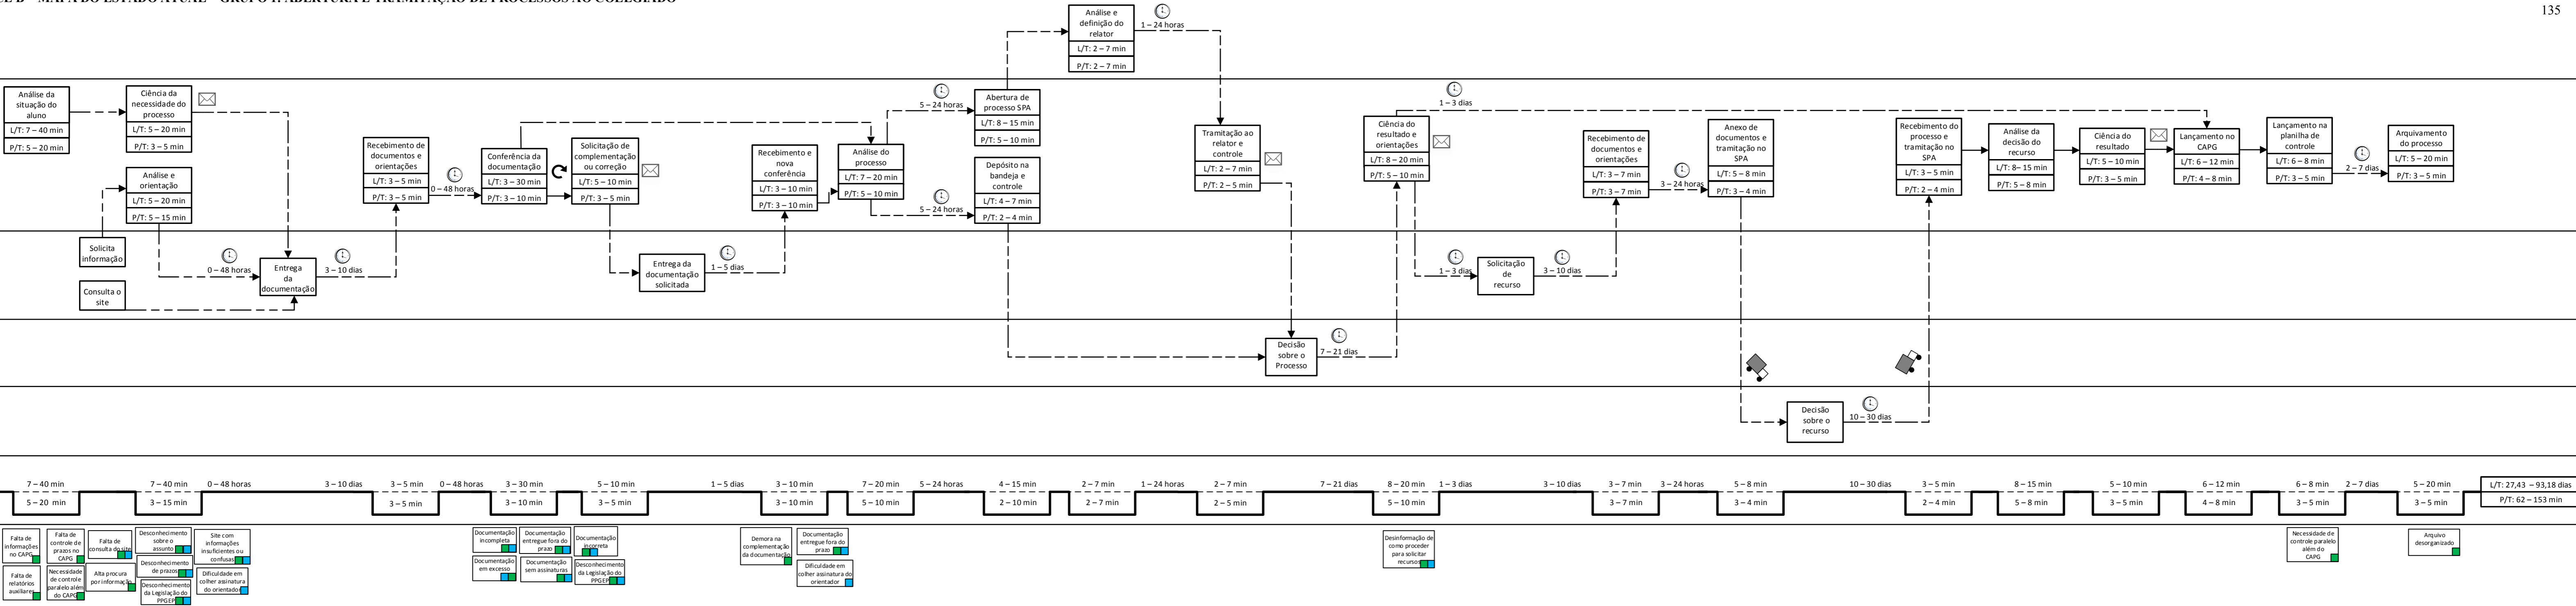 CE B – MAPA DO ESTADO ATUAL – GRUPO I: ABERTURA E TRAMITAÇÃO DE PROCESSOS AO COLEGIADO
135
Análise e
definição do
relator
L/T: 2 – 7 min
P/T: 2 – 7 min
1 – 24 horas
Análise da
situação do
aluno
L/T: 7 – 40 min
P/T: 5 – 20 min
Ciência da
necessidade do
processo
L/T: 5 – 20 min
P/T: 3 – 5 min
Análise e
orientação
L/T: 5 – 20 min
P/T: 5 – 15 min
Recebimento de
documentos e
orientações
L/T: 3 – 5 min
P/T: 3 – 5 min
0 – 48 horas
Conferência da
documentação
L/T: 3 – 30 min
P/T: 3 – 10 min
Solicitação de
complementação
ou correção
L/T: 5 – 10 min
P/T: 3 – 5 min
Recebimento e
nova
conferência
L/T: 3 – 10 min
P/T: 3 – 10 min
Análise do
processo
L/T: 7 – 20 min
P/T: 5 – 10 min
5 – 24 horas
5 – 24 horas
Abertura de
processo SPA
L/T: 8 – 15 min
P/T: 5 – 10 min
Depósito na
bandeja e
controle
L/T: 4 – 7 min
P/T: 2 – 4 min
Tramitação ao
relator e
controle
L/T: 2 – 7 min
P/T: 2 – 5 min
Ciência do
resultado e
orientações
L/T: 8 – 20 min
P/T: 5 – 10 min
1 – 3 dias
Recebimento de
documentos e
orientações
L/T: 3 – 7 min
P/T: 3 – 7 min
3 – 24 horas
Anexo de
documentos e
tramitação no
SPA
L/T: 5 – 8 min
P/T: 3 – 4 min
Recebimento do
processo e
tramitação no
SPA
L/T: 3 – 5 min
P/T: 2 – 4 min
Análise da
decisão do
recurso
L/T: 8– 15 min
P/T: 5 – 8 min
Ciência do
resultado
L/T: 5 – 10 min
P/T: 3 – 5 min
Lançamento no
CAPG
L/T: 6 – 12 min
P/T: 4 – 8 min
Lançamento na
planilha de
controle
L/T: 6 – 8 min
P/T: 3 – 5 min
2 – 7 dias
Arquivamento
do processo
L/T: 5 – 20 min
P/T: 3 – 5 min
Solicita
informação
Consulta o
site
0 – 48 horas
Entrega
da
documentação
3 – 10 dias
Entrega da
documentação
solicitada
1 – 5 dias
1 – 3 dias
Solicitação
de
recurso
3 – 10 dias
Decisão
sobre o
Processo
7 – 21 dias
Decisão
sobre o
recurso
10 – 30 dias
7 – 40 min
7 – 40 min
0 – 48 horas
3 – 10 dias
3 – 5 min
0 – 48 horas
3 – 30 min
5 – 10 min
1 – 5 dias
3 – 10 min
7 – 20 min
5 – 24 horas
4 – 15 min
2 – 7 min
1 – 24 horas
2 – 7 min
7 – 21 dias
8 – 20 min
1 – 3 dias
3 – 10 dias
3 – 7 min
3 – 24 horas
5 – 8 min
10 – 30 dias
3 – 5 min
8 – 15 min
5 – 10 min
6 – 12 min
6 – 8 min
2 – 7 dias
5 – 20 min
L/T: 27,43 – 93,18 dias
5 – 20 min
3 – 15 min
3 – 5 min
3 – 10 min
3 – 5 min
3 – 10 min
5 – 10 min
2 – 10 min
2 – 7 min
2 – 5 min
5 – 10 min
3 – 7 min
3 – 4 min
2 – 4 min
5 – 8 min
3 – 5 min
4 – 8 min
3 – 5 min
3 – 5 min
P/T: 62 – 153 min
Falta de
informações
no CAPG
Falta de
relatórios
auxiliares
Falta de
controle de
prazos no
CAPG
Necessidade
de controle
paralelo além
do CAPG
Falta de
consulta do site
Alta procura
por informação
Desconhecimento
sobre o
assunto
Desconhecimento
de prazos
Desconhecimento
da Legislação do
PPGEP
Site com
informações
insuficientes ou
confusas
Dificuldade em
colher assinatura
do orientador
Documentação
incompleta
Documentação
em excesso
Documentação
entregue fora do
prazo
Documentação
sem assinaturas
Documentação
incorreta
Desconhecimento
da Legislação do
PPGEP
Demora na
complementação
da documentação
Documentação
entregue fora do
prazo
Dificuldade em
colher assinatura do
orientador
Desinformação de
como proceder
para solicitar
recursos
Necessidade de
controle paralelo
além do
CAPG
Arquivo
desorganizado